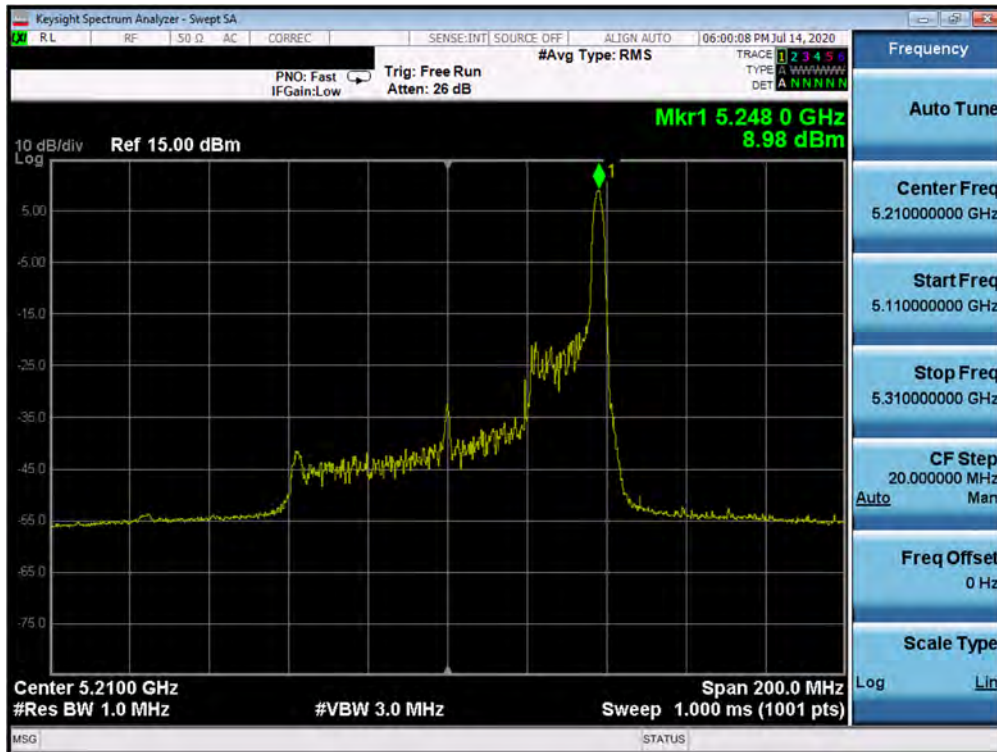 Keysight Spectrum Analyzer - Swept SA
RL RF 50 Ω AC CORREC SENSE:INT SOURCE OFF ALIGN AUTO 06:00:08 PM Jul 14, 2020
#Avg Type: RMS TRACE 1 2 3 4 5 6
PNO: Fast Trig: Free Run TYPE A WWWWW
IFGain:Low Atten: 26 dB DET A N N N N N
Mkr1 5.248 0 GHz
8.98 dBm
10 dB/div Ref 15.00 dBm
Log
1
5.00
-5.00
-15.0
-25.0
-35.0
-45.0
-55.0
-65.0
-75.0
Center 5.2100 GHz Span 200.0 MHz
#Res BW 1.0 MHz #VBW 3.0 MHz Sweep 1.000 ms (1001 pts)
MSG STATUS
Frequency
Auto Tune
Center Freq
5.210000000 GHz
Start Freq
5.110000000 GHz
Stop Freq
5.310000000 GHz
CF Step
20.000000 MHz
Auto Man
Freq Offset
0 Hz
Scale Type
Log Lin